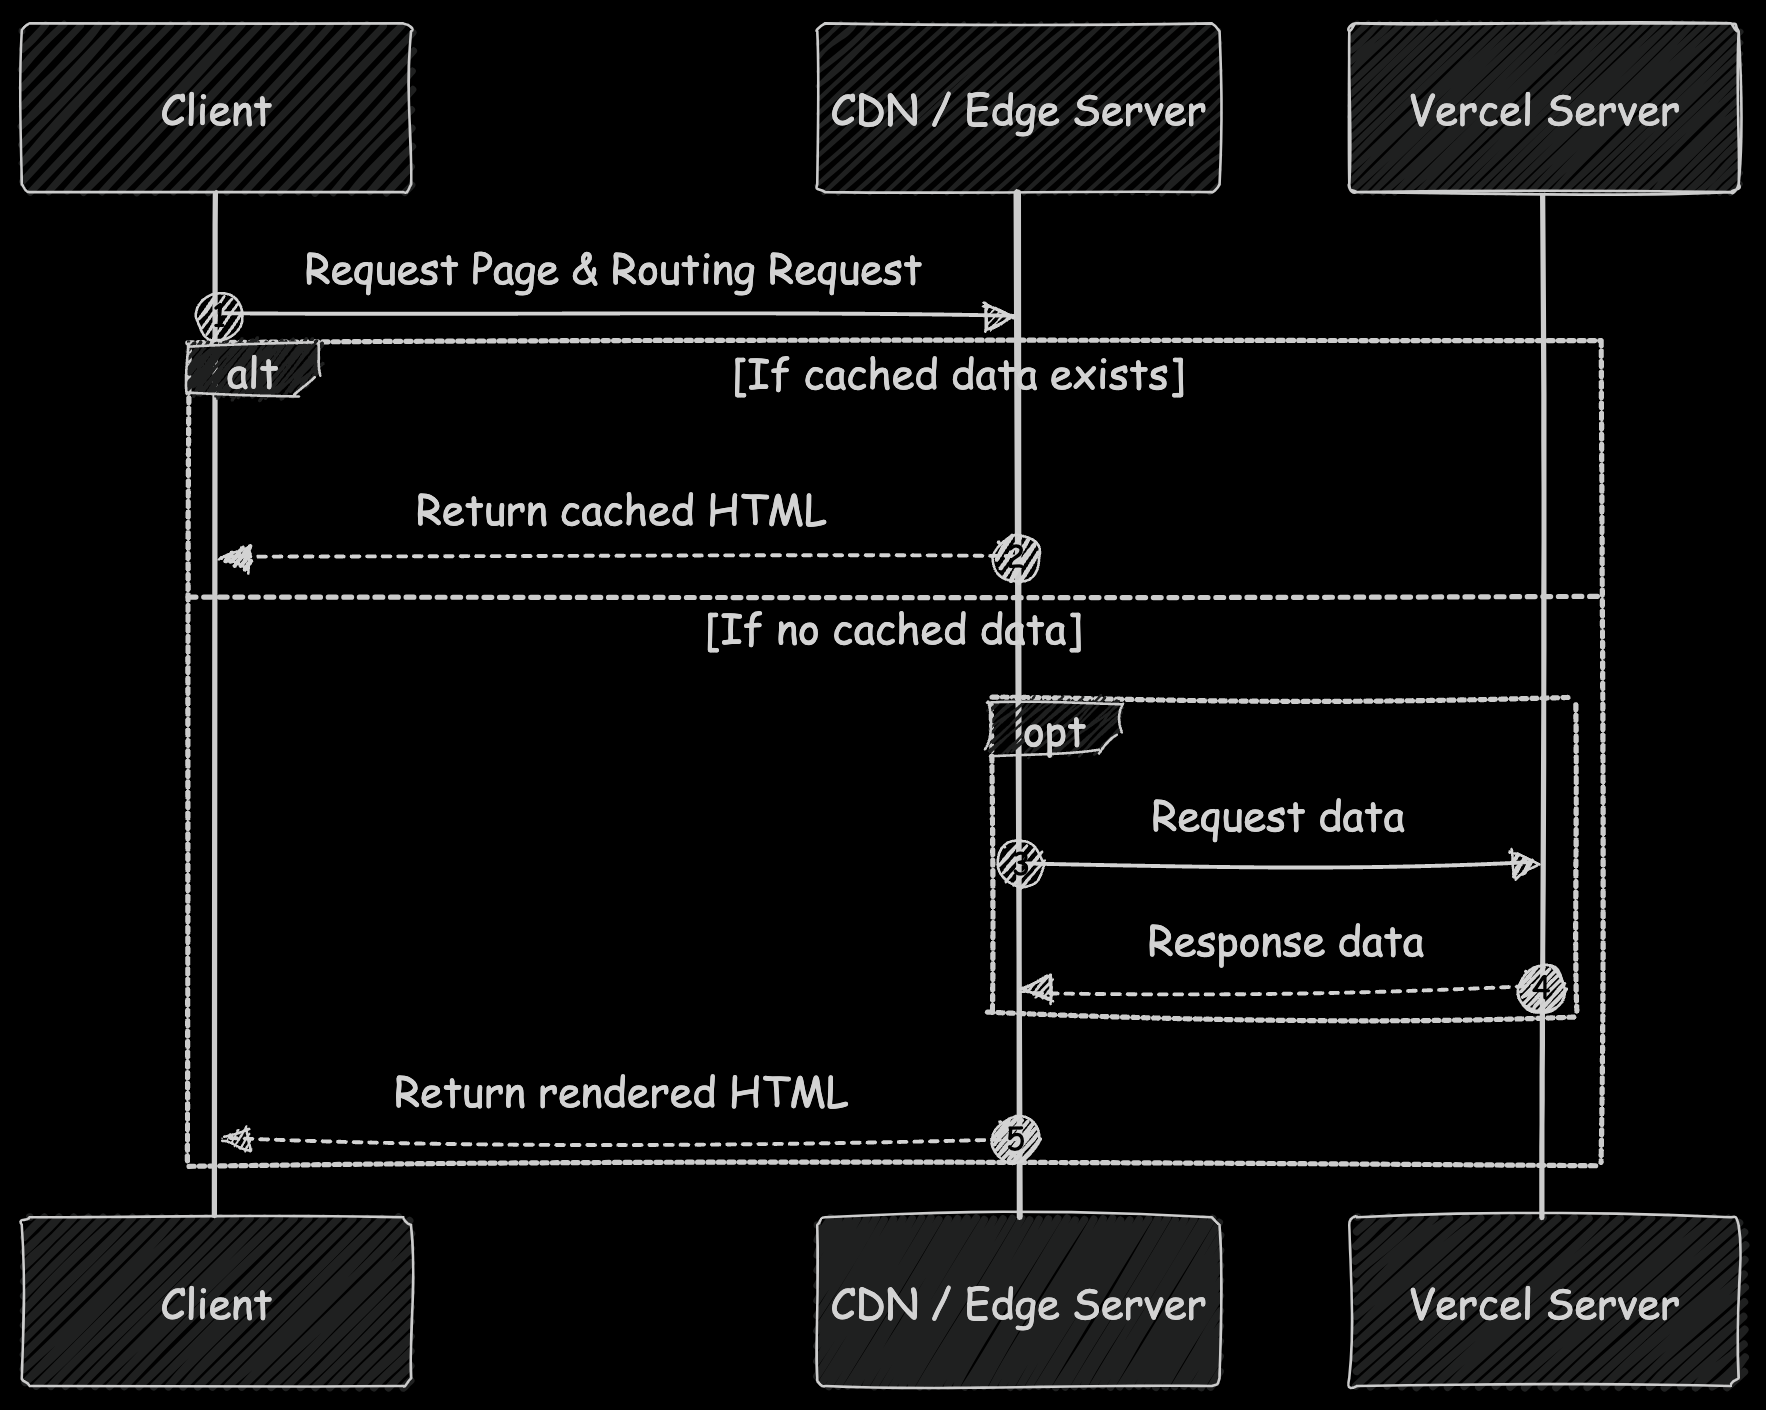 Client
CDN / Edge Server
Vercel Server
Request Page & Routing Request
1
alt
[If cached data exists]
Return cached HTML
2
[If no cached data]
opt
Request data
3
Response data
4
Return rendered HTML
5
Client
CDN / Edge Server
Vercel Server